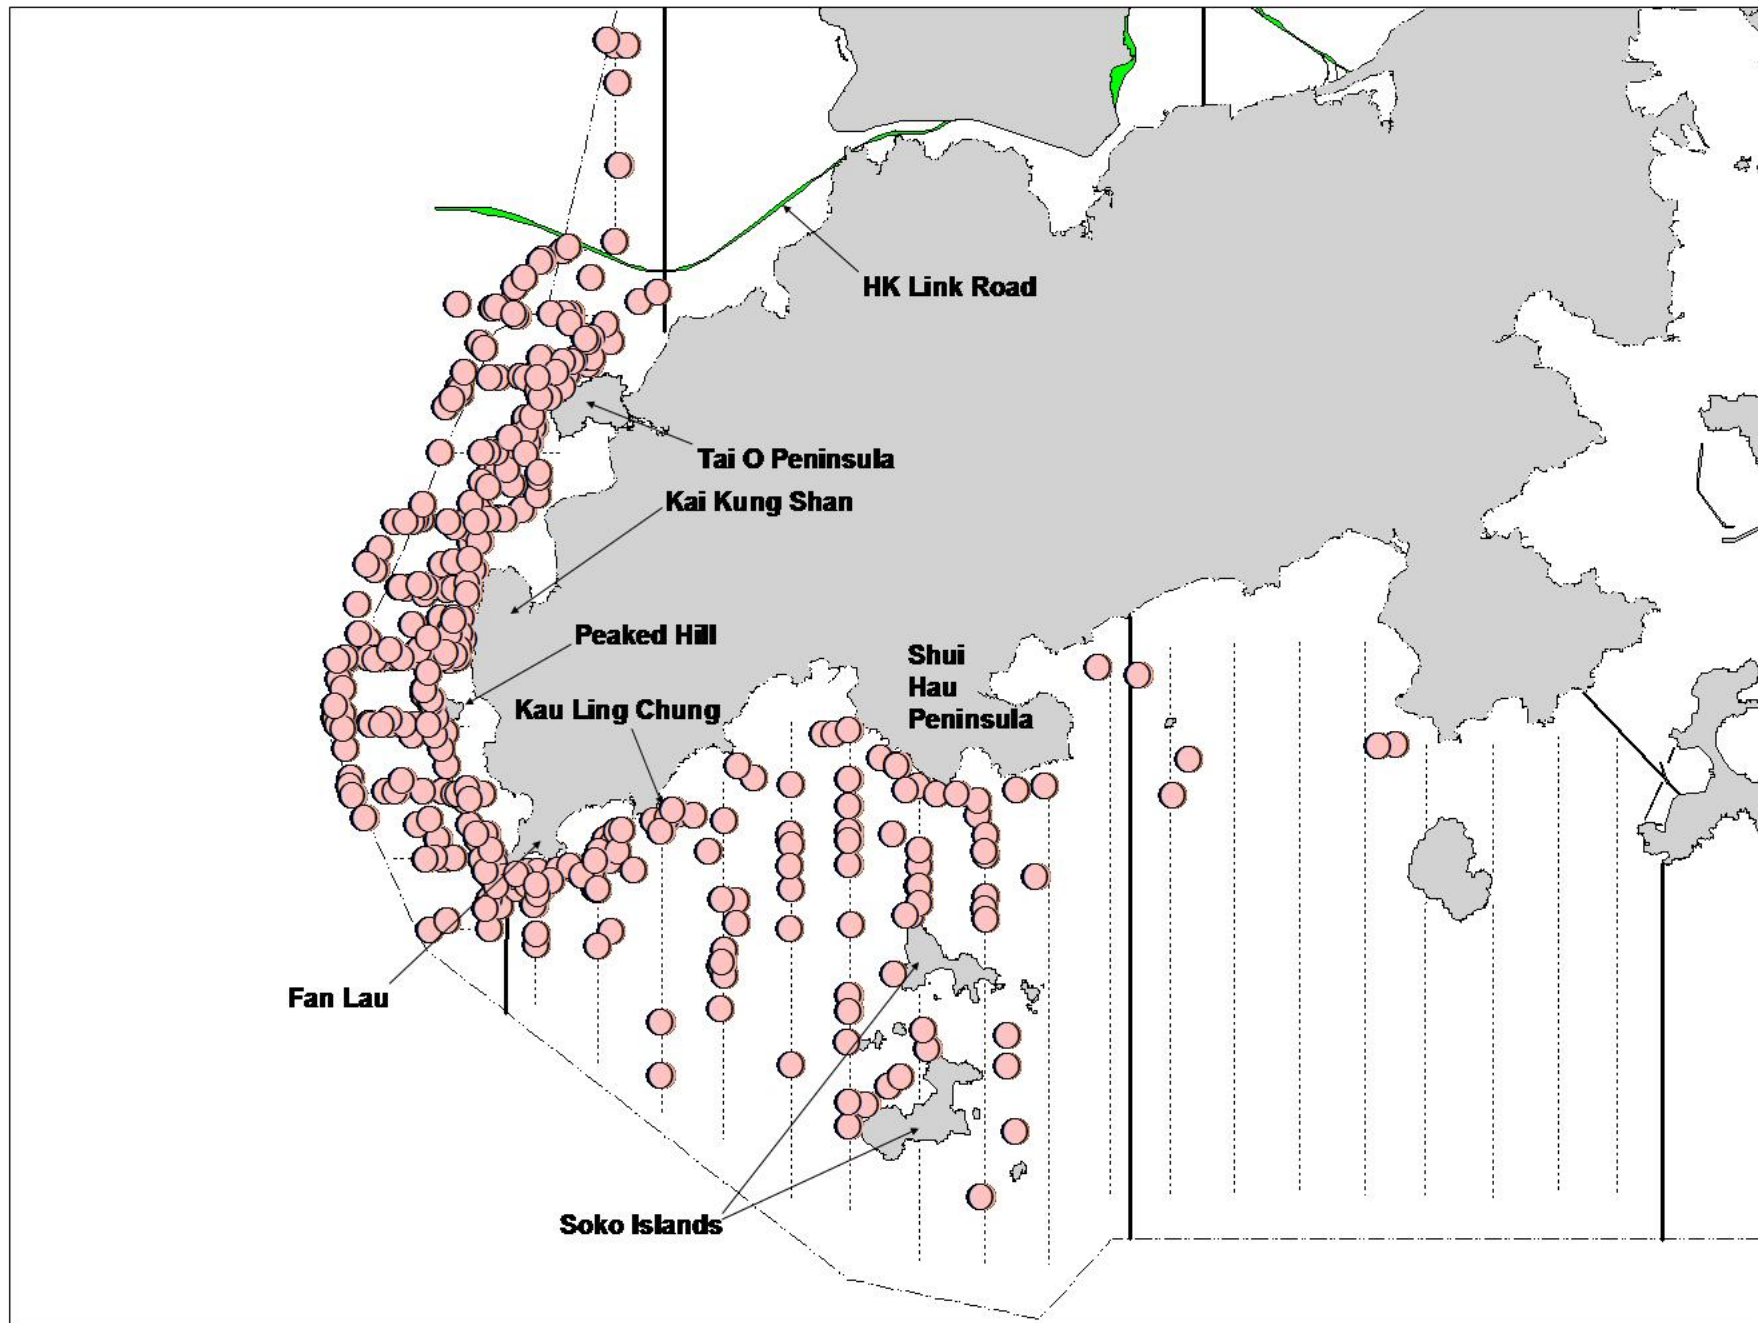 HK Link Road
Tai O Peninsula
Kai Kung Shan
Peaked Hill
Shui
Hau
Peninsula
Kau Ling Chung
Fan Lau
Soko Islands